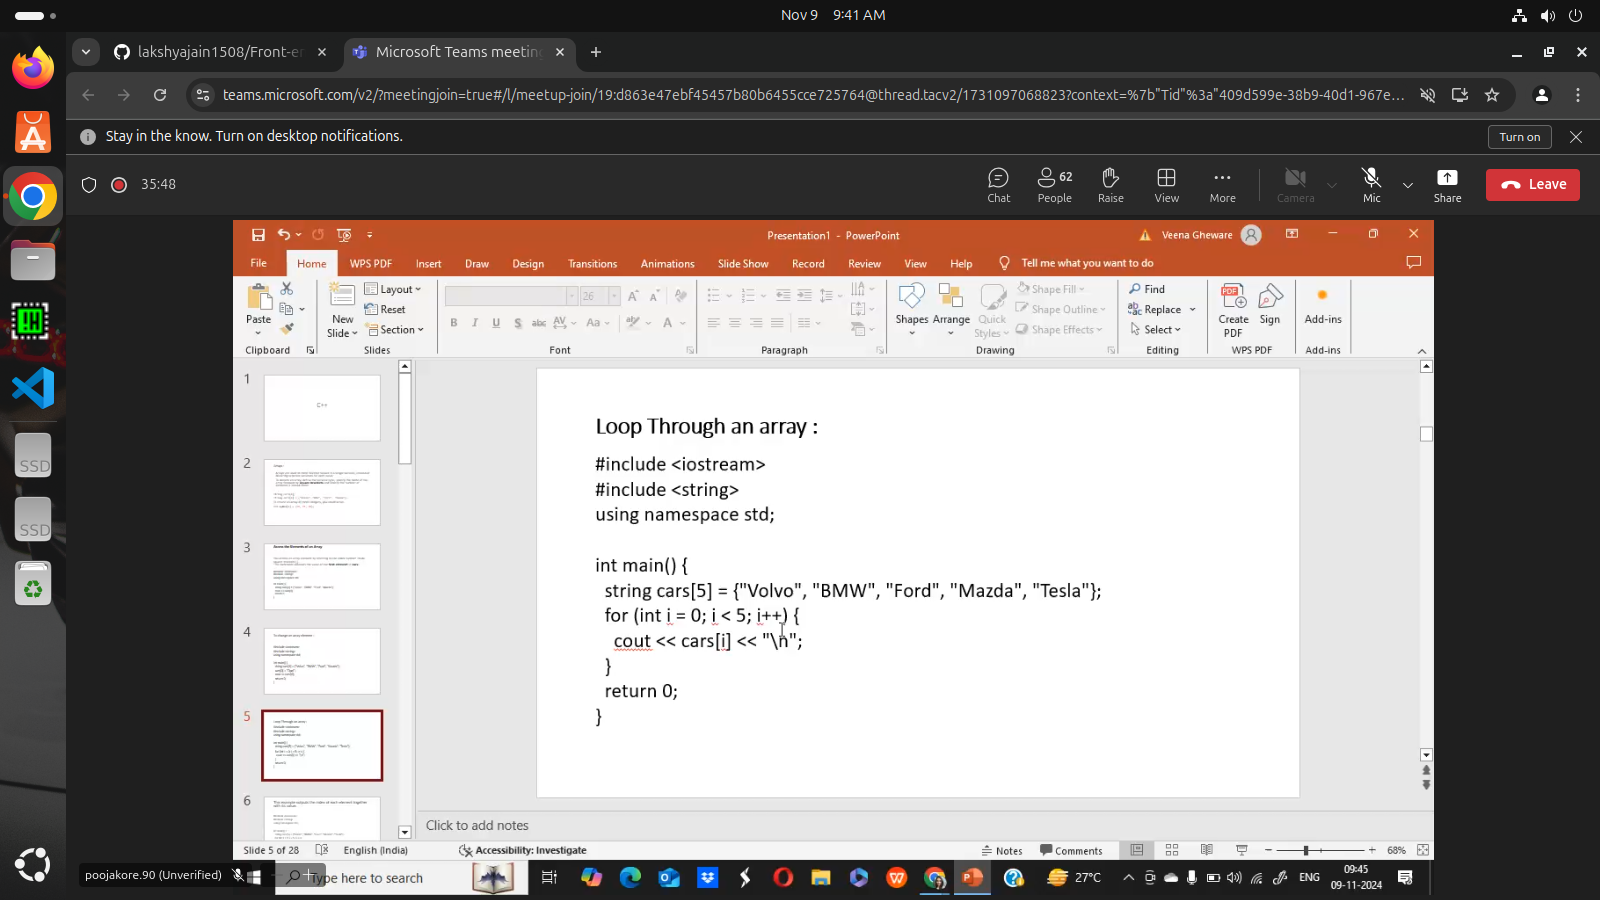 Nov 9 9:41 AM
lakshyajain1508/Front-en
Microsoft Teams meeting
teams.microsoft.com/v2/?meetingjoin=true#/l/meetup-join/19:d863e47ebf45457b80b6455cce725764@thread.tacv2/1731097068823?context=%7b"Tid"%3a"409d599e-38b9-40d1-967e...
Stay in the know. Turn on desktop notifications.
Turn on
35:48
62
Chat People Raise View More Camera Mic Share
Leave
Presentation1 - PowerPoint
Veena Gheware
File Home WPS PDF Insert Draw Design Transitions Animations Slide Show Record Review View Help Tell me what you want to do
Paste
New Slide
Layout
Reset
Section
26
B I U S abc AV Aa A
Shapes Arrange Quick Styles
Shape Fill
Shape Outline
Shape Effects
Find
Replace
Select
Create PDF
Sign
Add-ins
Clipboard Slides Font Paragraph Drawing Editing WPS PDF Add-ins
1
C++
2
3
4
5
6
Loop Through an array :
#include <iostream>
#include <string>
using namespace std;
int main() {
string cars[5] = {"Volvo", "BMW", "Ford", "Mazda", "Tesla"};
for (int i = 0; i < 5; i++) {
cout << cars[i] << "\n";
}
return 0;
}
Click to add notes
Slide 5 of 28 English (India) Accessibility: Investigate Notes Comments 68%
poojakore.90 (Unverified)
Type here to search
27°C
ENG
09:45
09-11-2024
SSD
SSD